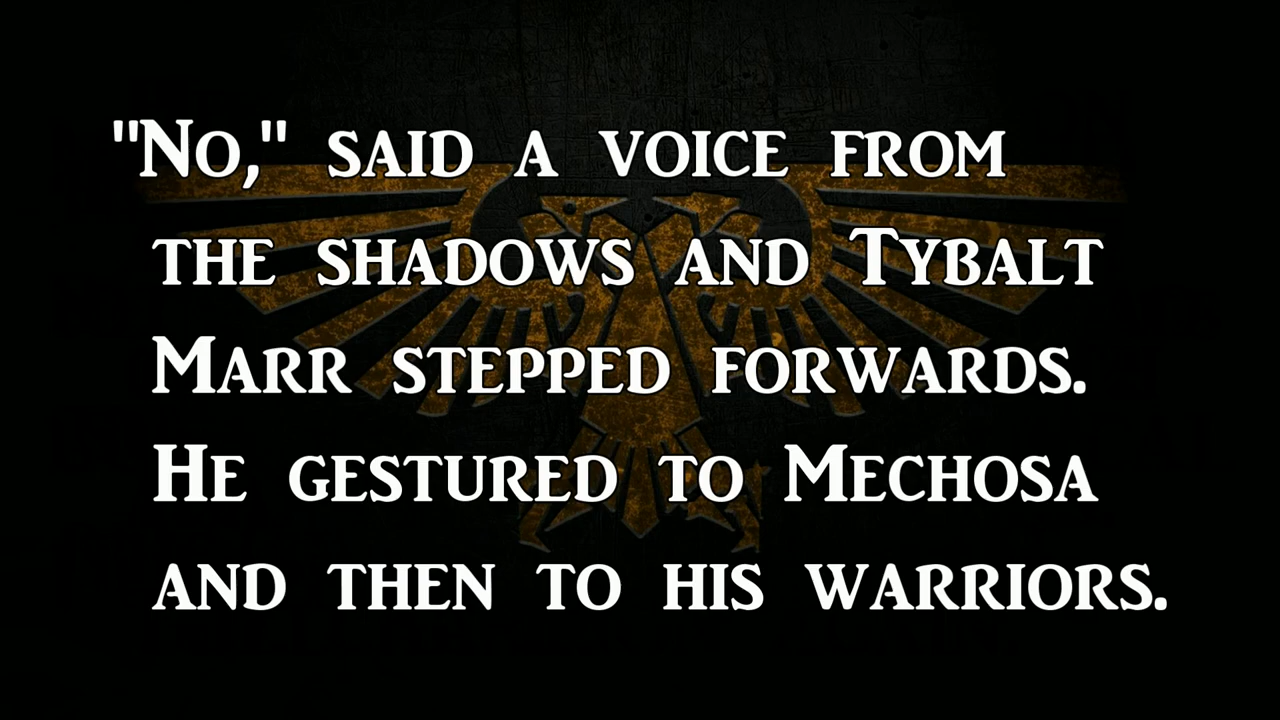 "No," said a voice from
the shadows and Tybalt
Marr stepped forwards.
He gestured to Mechosa
and then to his warriors.